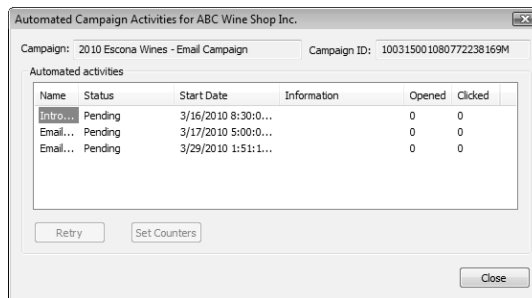 Automated Campaign Activities for ABC Wine Shop Inc.
Campaign: 2010 Escona Wines - Email Campaign Campaign ID: 100315001080772238169M
Automated activities
Name Status Start Date Information Opened Clicked
Intro... Pending 3/16/2010 8:30:0... 0 0
Email... Pending 3/17/2010 5:00:0... 0 0
Email... Pending 3/29/2010 1:51:1... 0 0
Retry Set Counters
Close